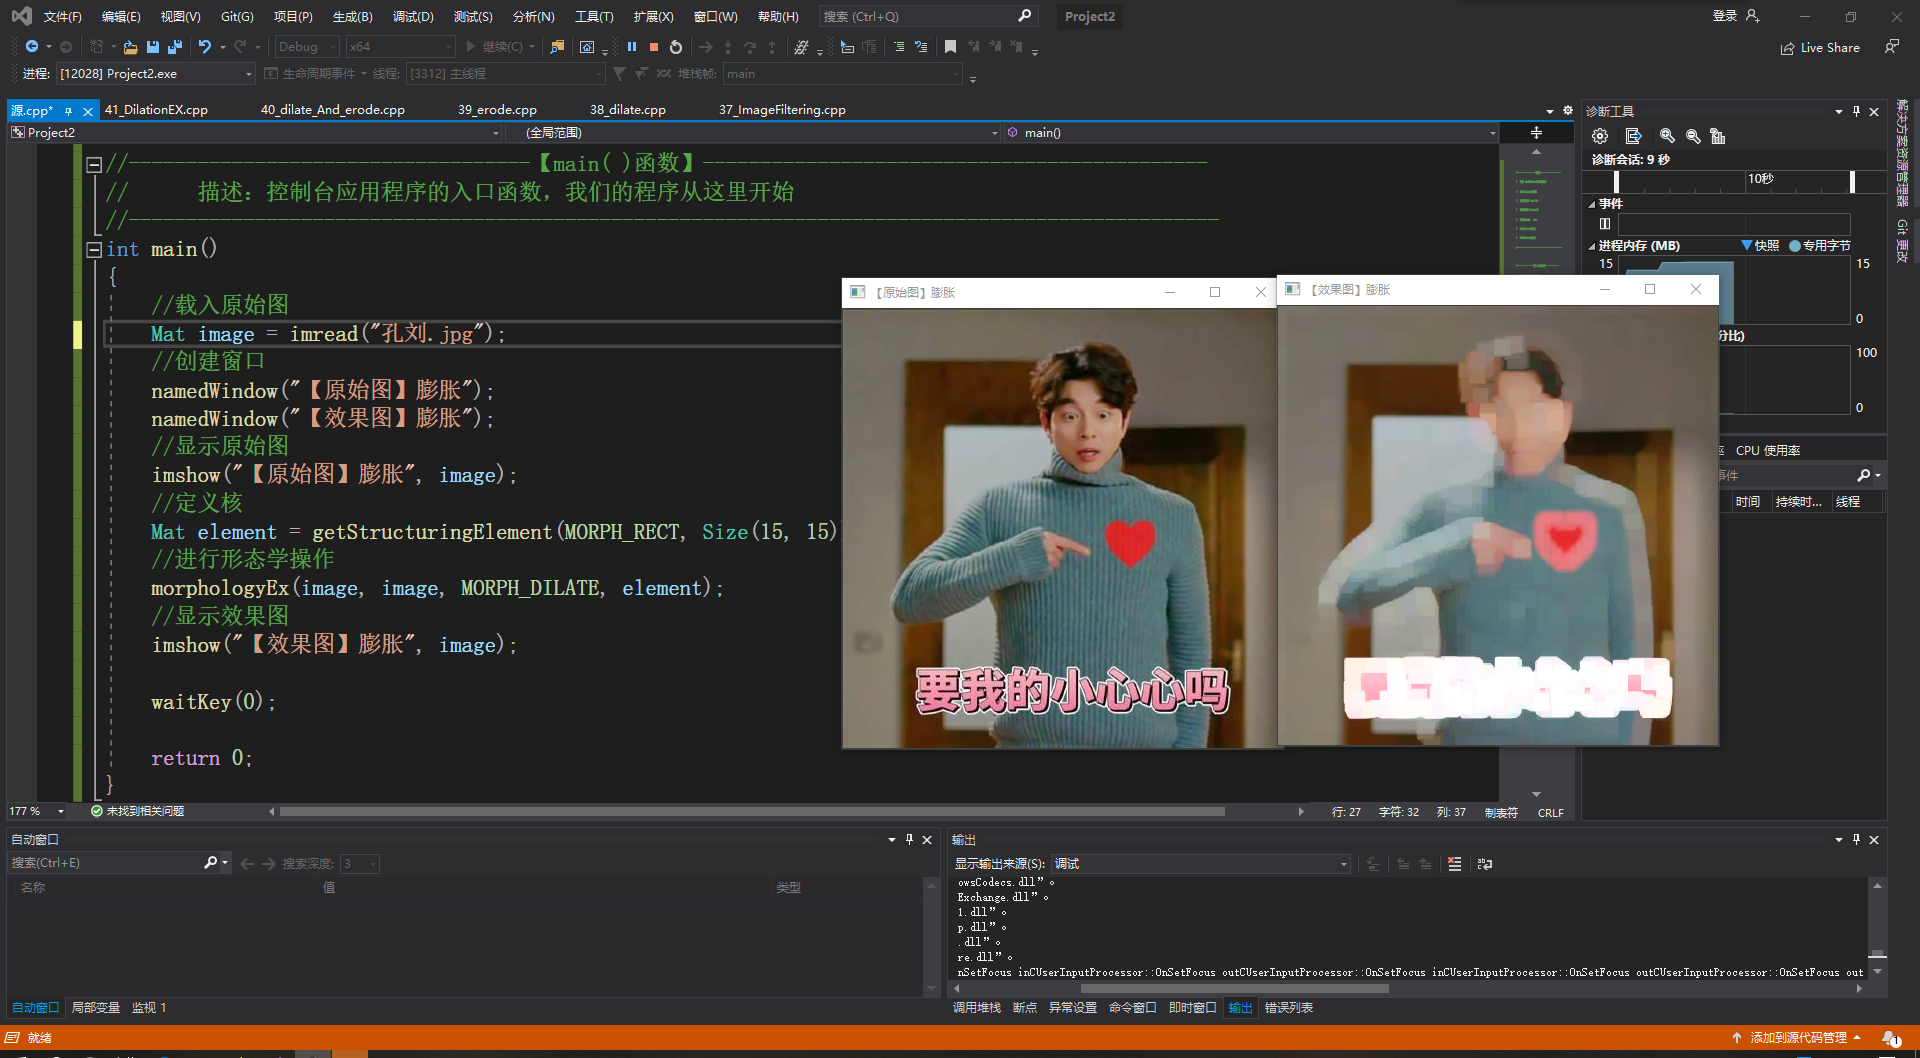 文件(F) 编辑(E) 视图(V) Git(G) 项目(P) 生成(B) 调试(D) 测试(S) 分析(N) 工具(T) 扩展(X) 窗口(W) 帮助(H) 搜索 (Ctrl+Q) Project2 登录
Debug x64 继续(C) Live Share
进程: [12028] Project2.exe 生命周期事件 线程: [3312] 主线程 堆栈帧: main
源.cpp* 41_DilationEX.cpp 40_dilate_And_erode.cpp 39_erode.cpp 38_dilate.cpp 37_ImageFiltering.cpp
Project2 (全局范围) main()
//-----------------------------------【main( )函数】--------------------------------------------
// 描述：控制台应用程序的入口函数，我们的程序从这里开始
//-----------------------------------------------------------------------------------------------
int main()
{
//载入原始图
Mat image = imread("孔刘.jpg");
//创建窗口
namedWindow("【原始图】膨胀");
namedWindow("【效果图】膨胀");
//显示原始图
imshow("【原始图】膨胀", image);
//定义核
Mat element = getStructuringElement(MORPH_RECT, Size(15, 15)
//进行形态学操作
morphologyEx(image, image, MORPH_DILATE, element);
//显示效果图
imshow("【效果图】膨胀", image);
waitKey(0);
return 0;
}
【原始图】膨胀
要我的小心心吗
【效果图】膨胀
诊断工具
诊断会话: 9 秒
10秒
事件
进程内存 (MB) 快照 专用字节
15 15
0
分比)
100
0
CPU 使用率
事件
时间 持续时... 线程
解决方案资源管理器
Git 更改
177 % 未找到相关问题 行: 27 字符: 32 列: 37 制表符 CRLF
自动窗口
搜索(Ctrl+E) 搜索深度: 3
名称 值 类型
自动窗口 局部变量 监视 1
输出
显示输出来源(S): 调试
owsCodecs.dll”。
Exchange.dll”。
1.dll”。
p.dll”。
.dll”。
re.dll”。
nSetFocus inCUserInputProcessor::OnSetFocus outCUserInputProcessor::OnSetFocus inCUserInputProcessor::OnSetFocus outCUserInputProcessor::OnSetFocus out
调用堆栈 断点 异常设置 命令窗口 即时窗口 输出 错误列表
就绪 添加到源代码管理 1